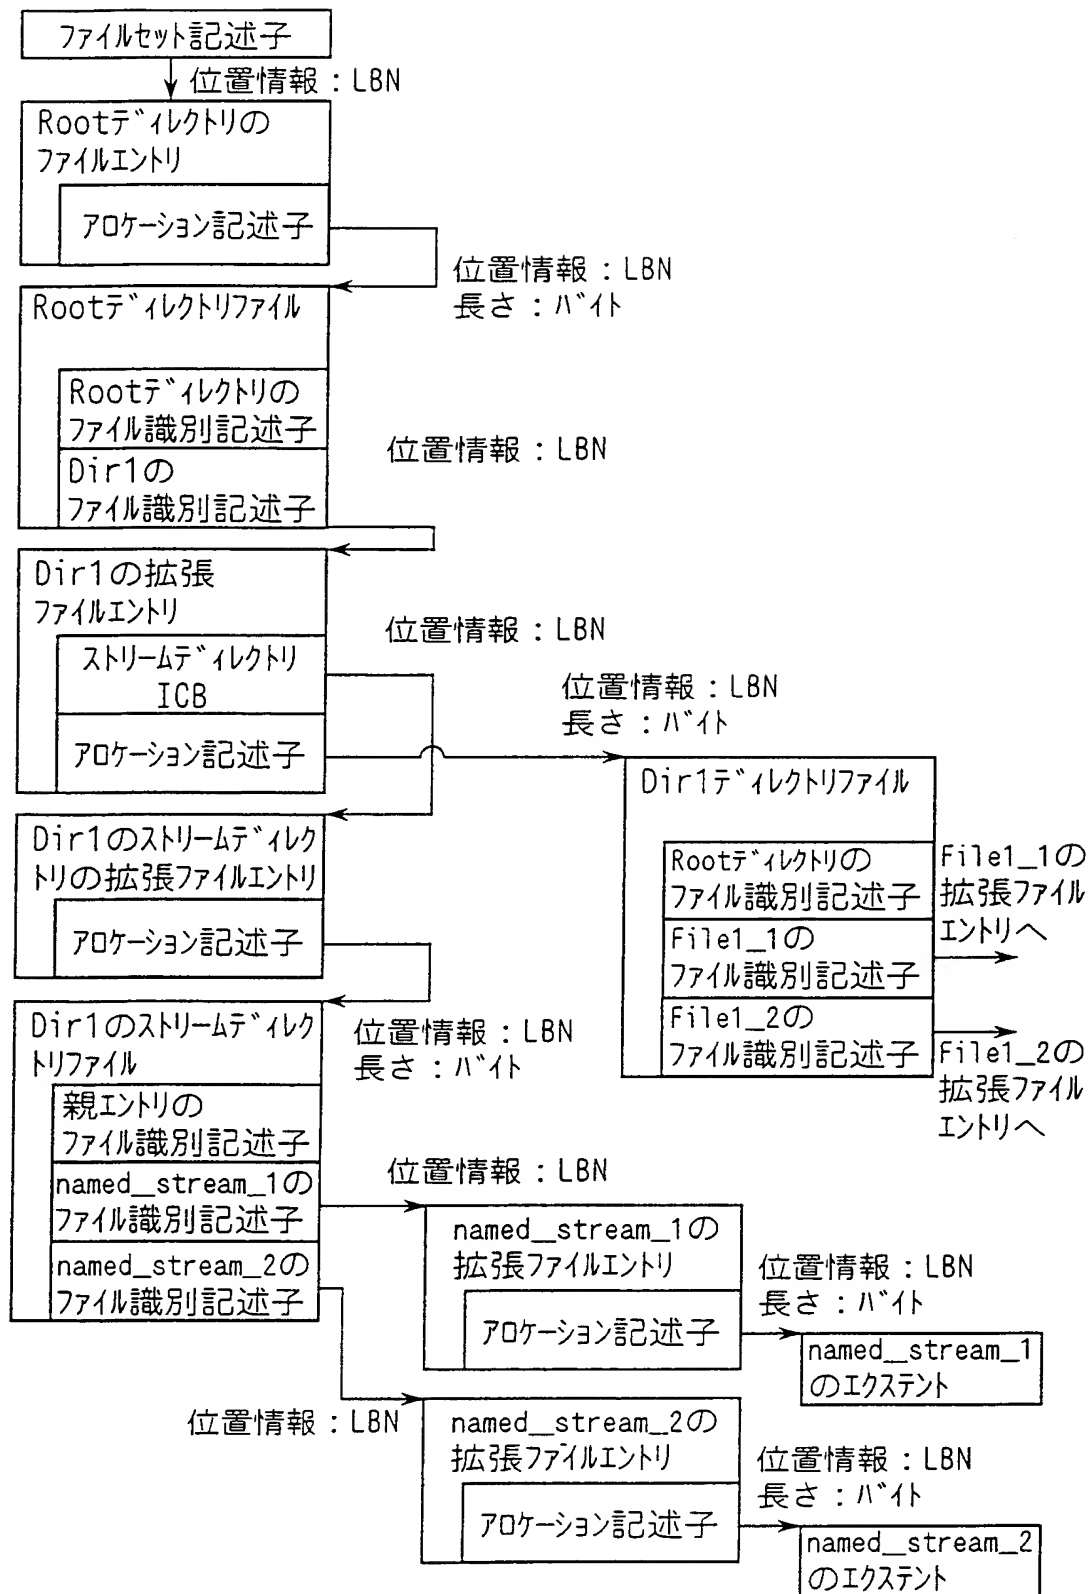 ファイルセット記述子
位置情報：LBN
Rootディレクトリの
ファイルエントリ
アロケーション記述子
位置情報：LBN
長さ：バイト
Rootディレクトリファイル
Rootディレクトリの
ファイル識別記述子
Dir1の
ファイル識別記述子
位置情報：LBN
Dir1の拡張
ファイルエントリ
位置情報：LBN
ストリームディレクトリ
ICB
アロケーション記述子
位置情報：LBN
長さ：バイト
Dir1ディレクトリファイル
Rootディレクトリの
ファイル識別記述子
File1_1の
ファイル識別記述子
File1_2の
ファイル識別記述子
File1_1の
拡張ファイル
エントリへ
File1_2の
拡張ファイル
エントリへ
Dir1のストリームディレク
トリの拡張ファイルエントリ
アロケーション記述子
位置情報：LBN
長さ：バイト
Dir1のストリームディレク
トリファイル
親エントリの
ファイル識別記述子
named_stream_1の
ファイル識別記述子
named_stream_2の
ファイル識別記述子
位置情報：LBN
named_stream_1の
拡張ファイルエントリ
アロケーション記述子
位置情報：LBN
長さ：バイト
named_stream_1
のエクステント
位置情報：LBN
named_stream_2の
拡張ファイルエントリ
アロケーション記述子
位置情報：LBN
長さ：バイト
named_stream_2
のエクステント